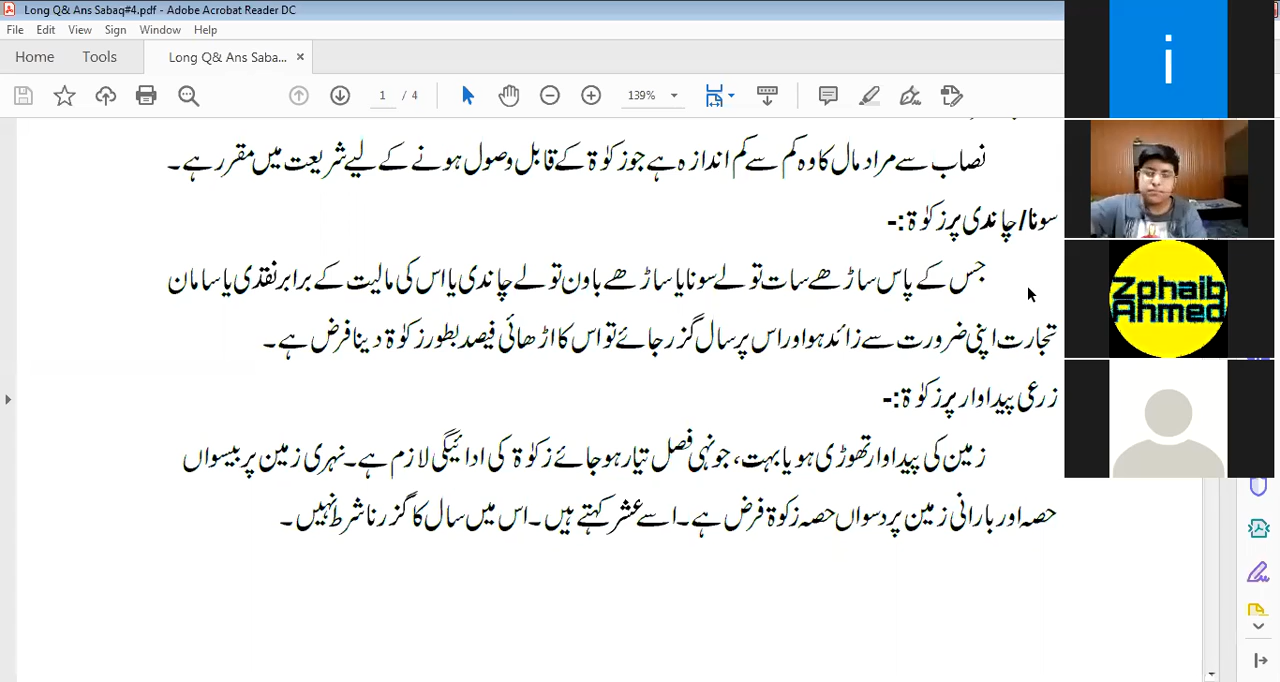 Long Q& Ans Sabaq#4.pdf - Adobe Acrobat Reader DC
File Edit View Sign Window Help
Home Tools Long Q& Ans Saba... ×
1 / 4 139%
نصاب سے مراد مال کا وہ کم سے کم اندازہ ہے جو زکوٰۃ کے قابل وصول ہونے کے لیے شریعت میں مقرر ہے۔
سونا/چاندی پر زکوٰۃ:-
جس کے پاس ساڑھے سات تولے سونا یا ساڑھے باون تولے چاندی یا اس کی مالیت کے برابر نقدی یا سامان
تجارت اپنی ضرورت سے زائد ہو اور اس پر سال گزر جائے تو اس کا اڑھائی فیصد بطور زکوٰۃ دینا فرض ہے۔
زرعی پیداوار پر زکوٰۃ:-
زمین کی پیداوار تھوڑی ہو یا بہت، جونہی فصل تیار ہو جائے زکوٰۃ کی ادائیگی لازم ہے۔ نہری زمین پر بیسواں
حصہ اور بارانی زمین پر دسواں حصہ زکوٰۃ فرض ہے۔ اسے عشر کہتے ہیں۔ اس میں سال کا گزرنا شرط نہیں۔
i
Zohaib
Ahmed